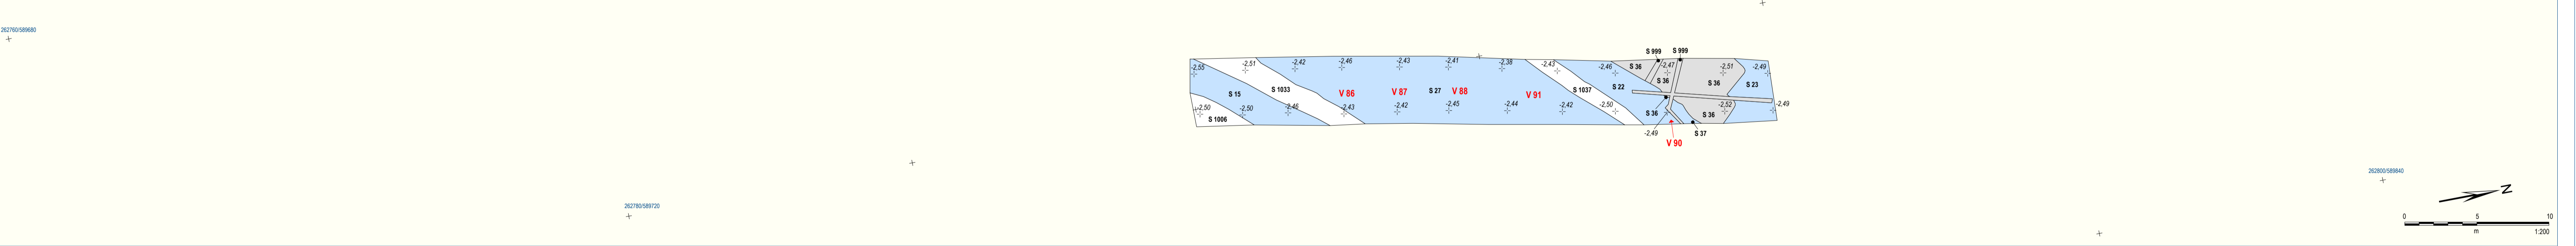 262760/589680
S 999 S 999
-2,55 -2,51 -2,42 -2,46 -2,43 -2,41 -2,38 -2,43 -2,46 S 36 -2,47 -2,51 -2,49
S 36 S 36 S 23
S 15 S 1033 V 86 V 87 S 27 V 88 V 91 S 1037 S 22
-2,50 -2,50 -2,46 -2,43 -2,42 -2,45 -2,44 -2,42 -2,50 -2,52 -2,49
S 1006 S 36 S 36
-2,49 S 37
V 90
262780/589720
262800/589840
N
0 5 10
m 1:200